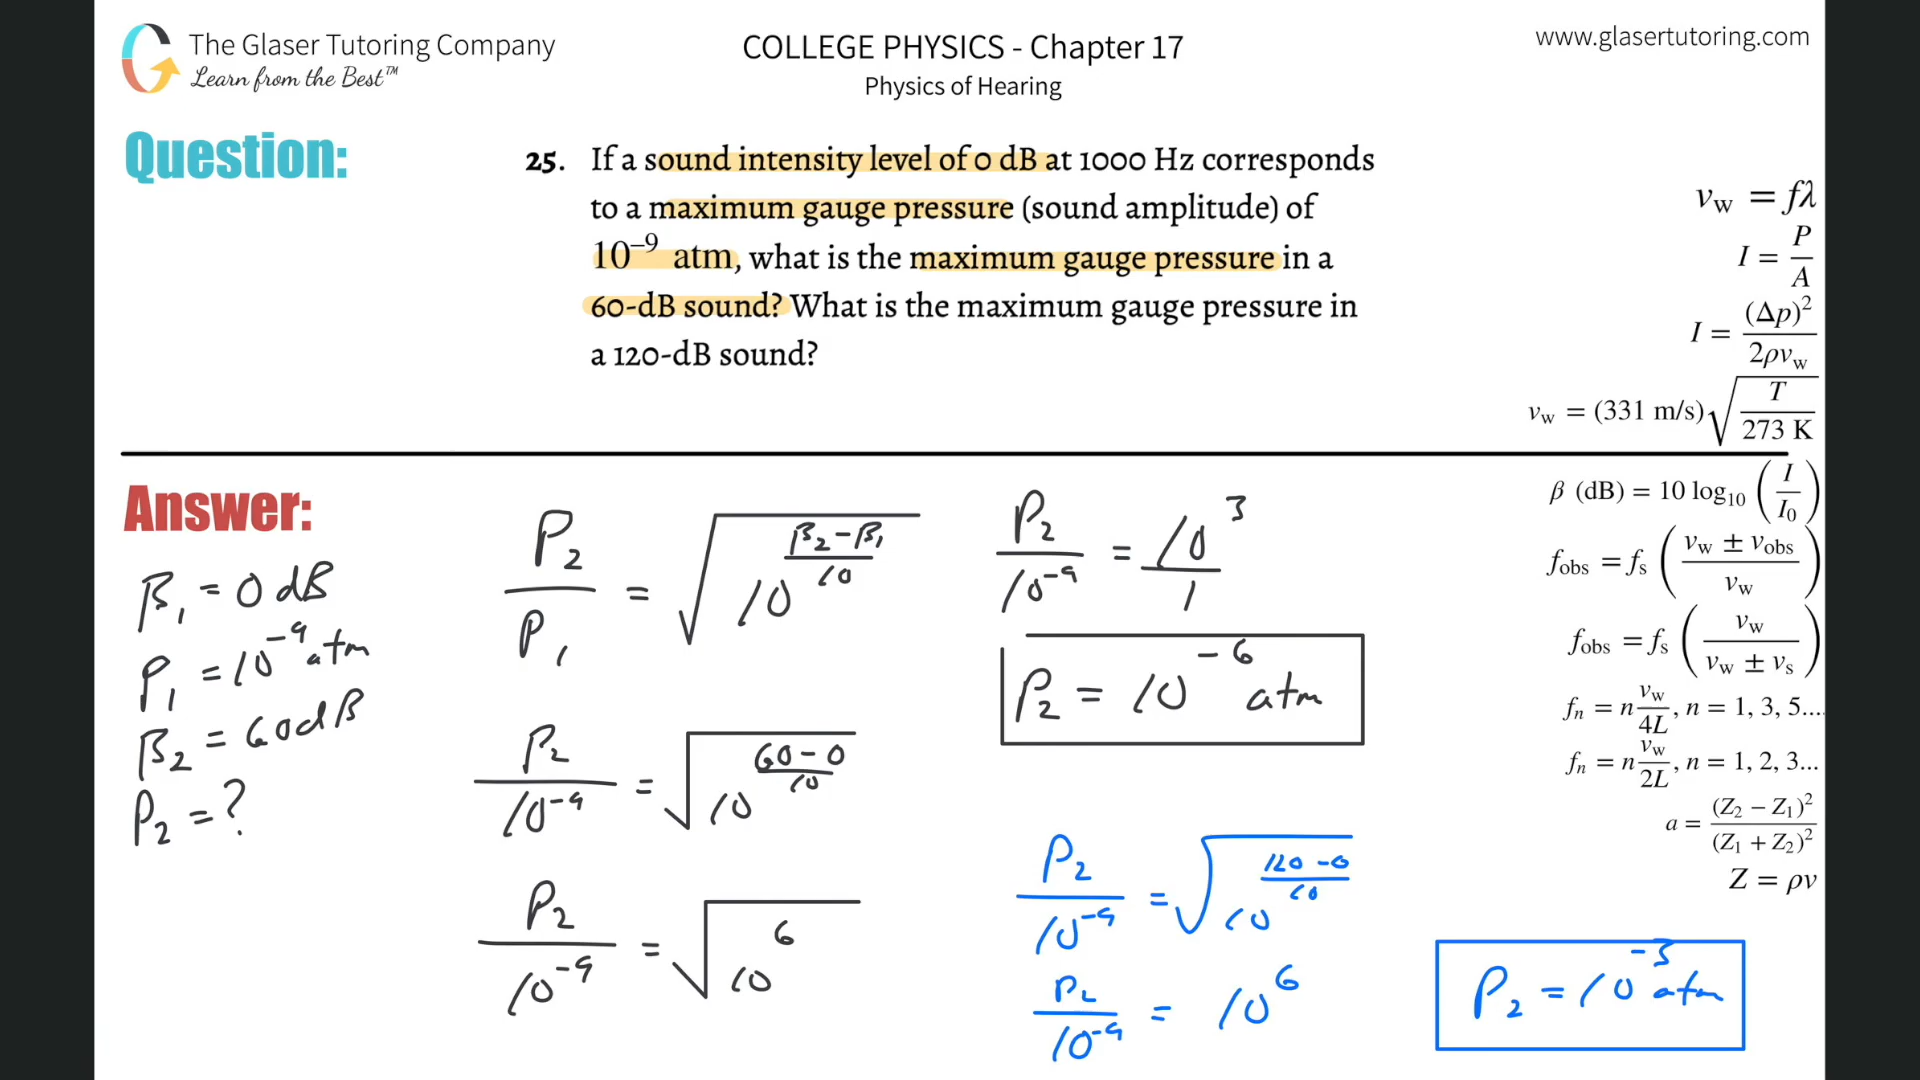 The Glaser Tutoring Company
Learn from the Best™
COLLEGE PHYSICS - Chapter 17
Physics of Hearing
www.glasertutoring.com
Question:
25. If a sound intensity level of 0 dB at 1000 Hz corresponds
to a maximum gauge pressure (sound amplitude) of
10⁻⁹ atm, what is the maximum gauge pressure in a
60-dB sound? What is the maximum gauge pressure in
a 120-dB sound?
v_w = fλ
I = P/A
I = (Δp)²/2ρv_w
v_w = (331 m/s)√(T/273 K)
β (dB) = 10 log₁₀ (I/I₀)
f_obs = f_s ((v_w ± v_obs)/v_w)
f_obs = f_s (v_w/(v_w ± v_s))
f_n = n v_w/4L, n = 1, 3, 5...
f_n = n v_w/2L, n = 1, 2, 3...
a = (Z₂ − Z₁)²/(Z₁ + Z₂)²
Z = ρv
Answer:
β₁ = 0 dB
P₁ = 10⁻⁹ atm
β₂ = 60 dB
P₂ = ?
P₂/P₁ = √(10^((β₂−β₁)/10))
P₂/10⁻⁹ = √(10^((60−0)/10))
P₂/10⁻⁹ = √(10⁶)
P₂/10⁻⁹ = 10³/1
P₂ = 10⁻⁶ atm
P₂/10⁻⁹ = √(10^((120−0)/10))
P₂/10⁻⁹ = 10⁶
P₂ = 10⁻³ atm